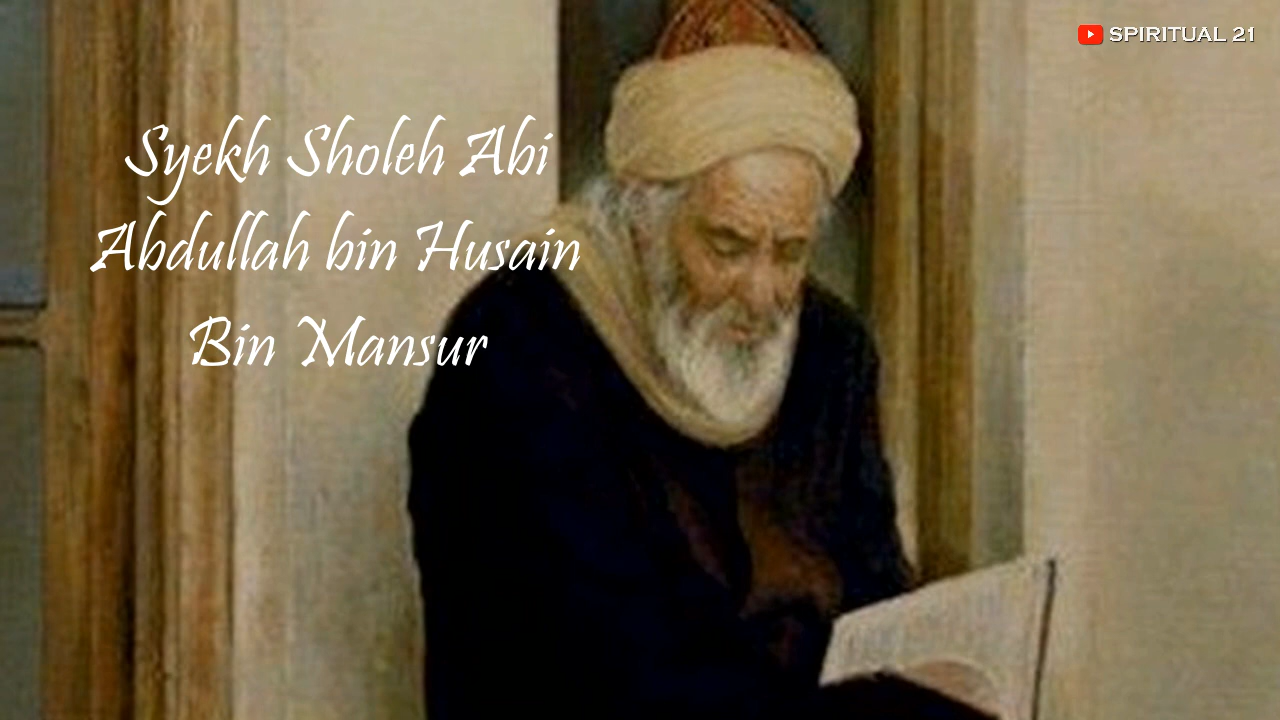 SPIRITUAL 21
Syekh Sholeh Abi
Abdullah bin Husain
Bin Mansur